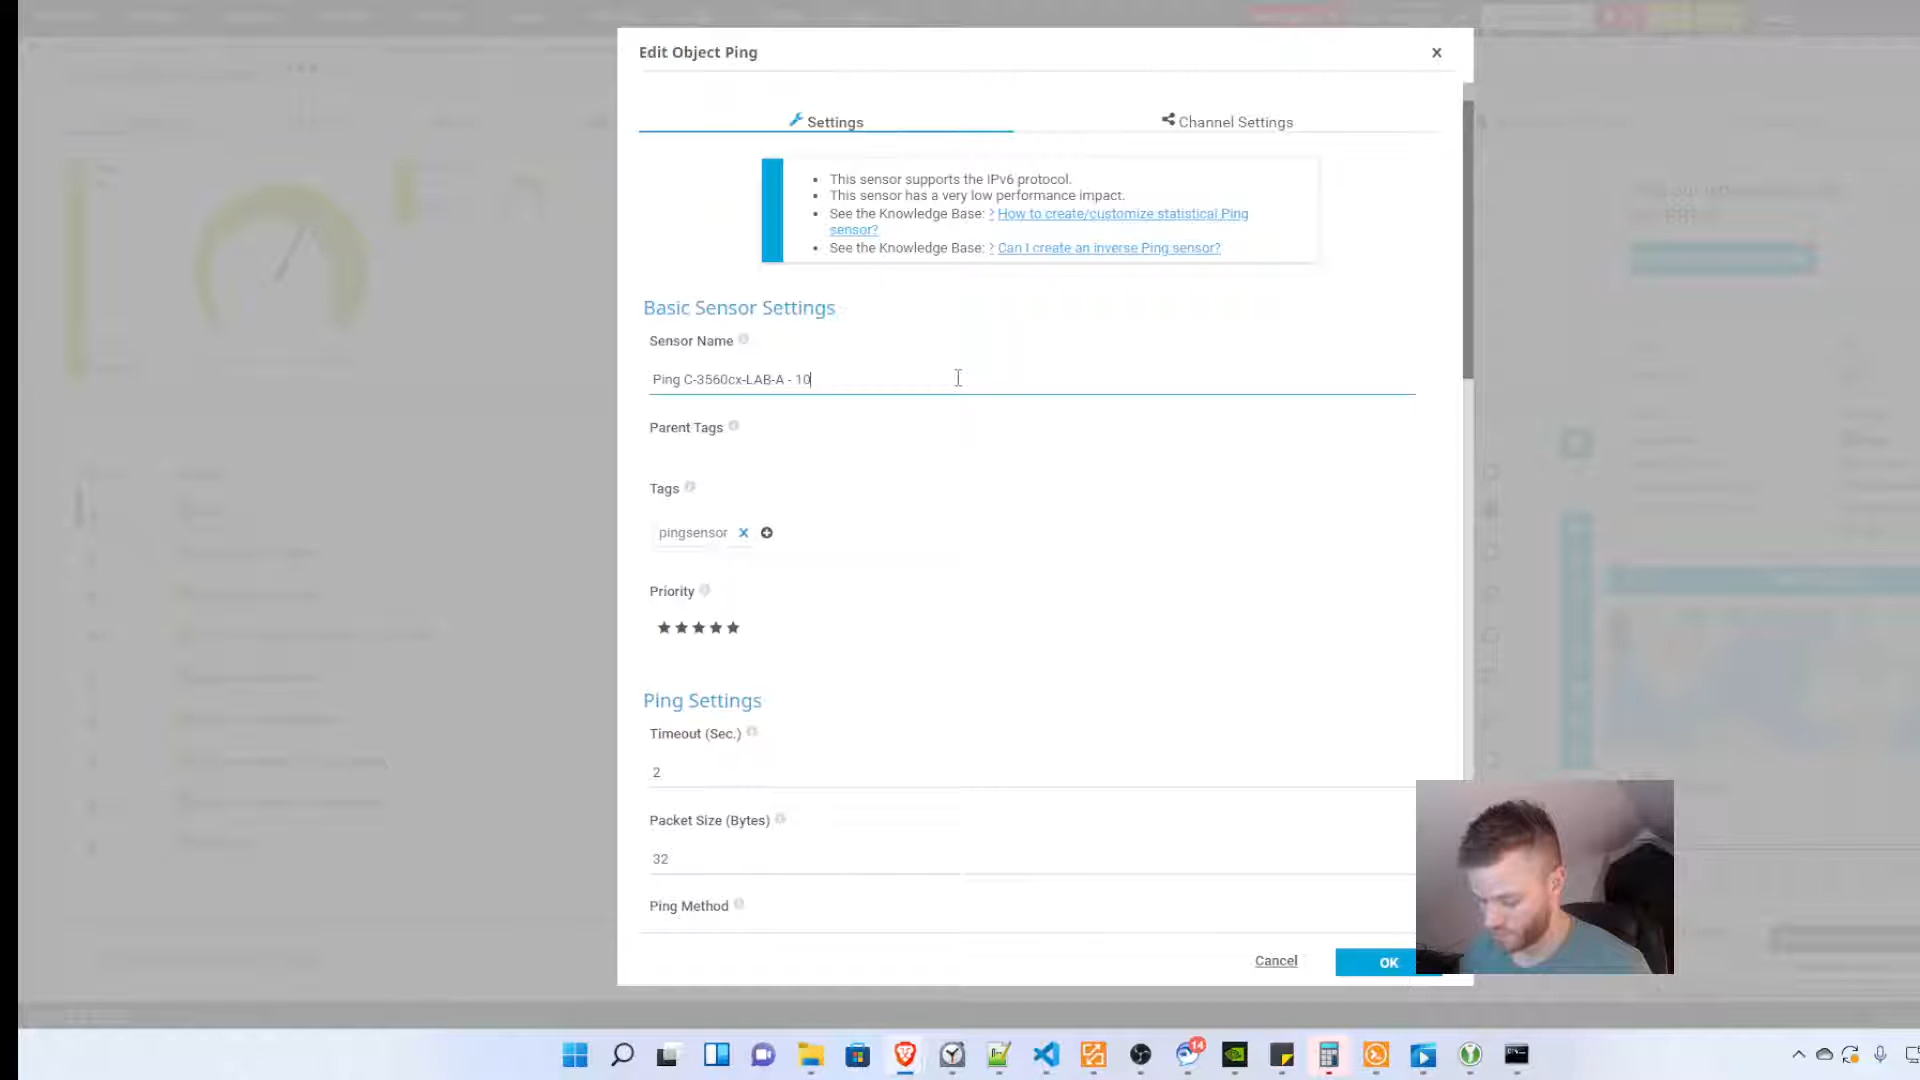 Edit Object Ping
Settings
Channel Settings
This sensor supports the IPv6 protocol.
This sensor has a very low performance impact.
See the Knowledge Base: How to create/customize statistical Ping
sensor?
See the Knowledge Base: Can I create an inverse Ping sensor?
Basic Sensor Settings
Sensor Name
Ping C-3560cx-LAB-A - 10
Parent Tags
Tags
pingsensor
Priority
Ping Settings
Timeout (Sec.)
2
Packet Size (Bytes)
32
Ping Method
Cancel
OK
14